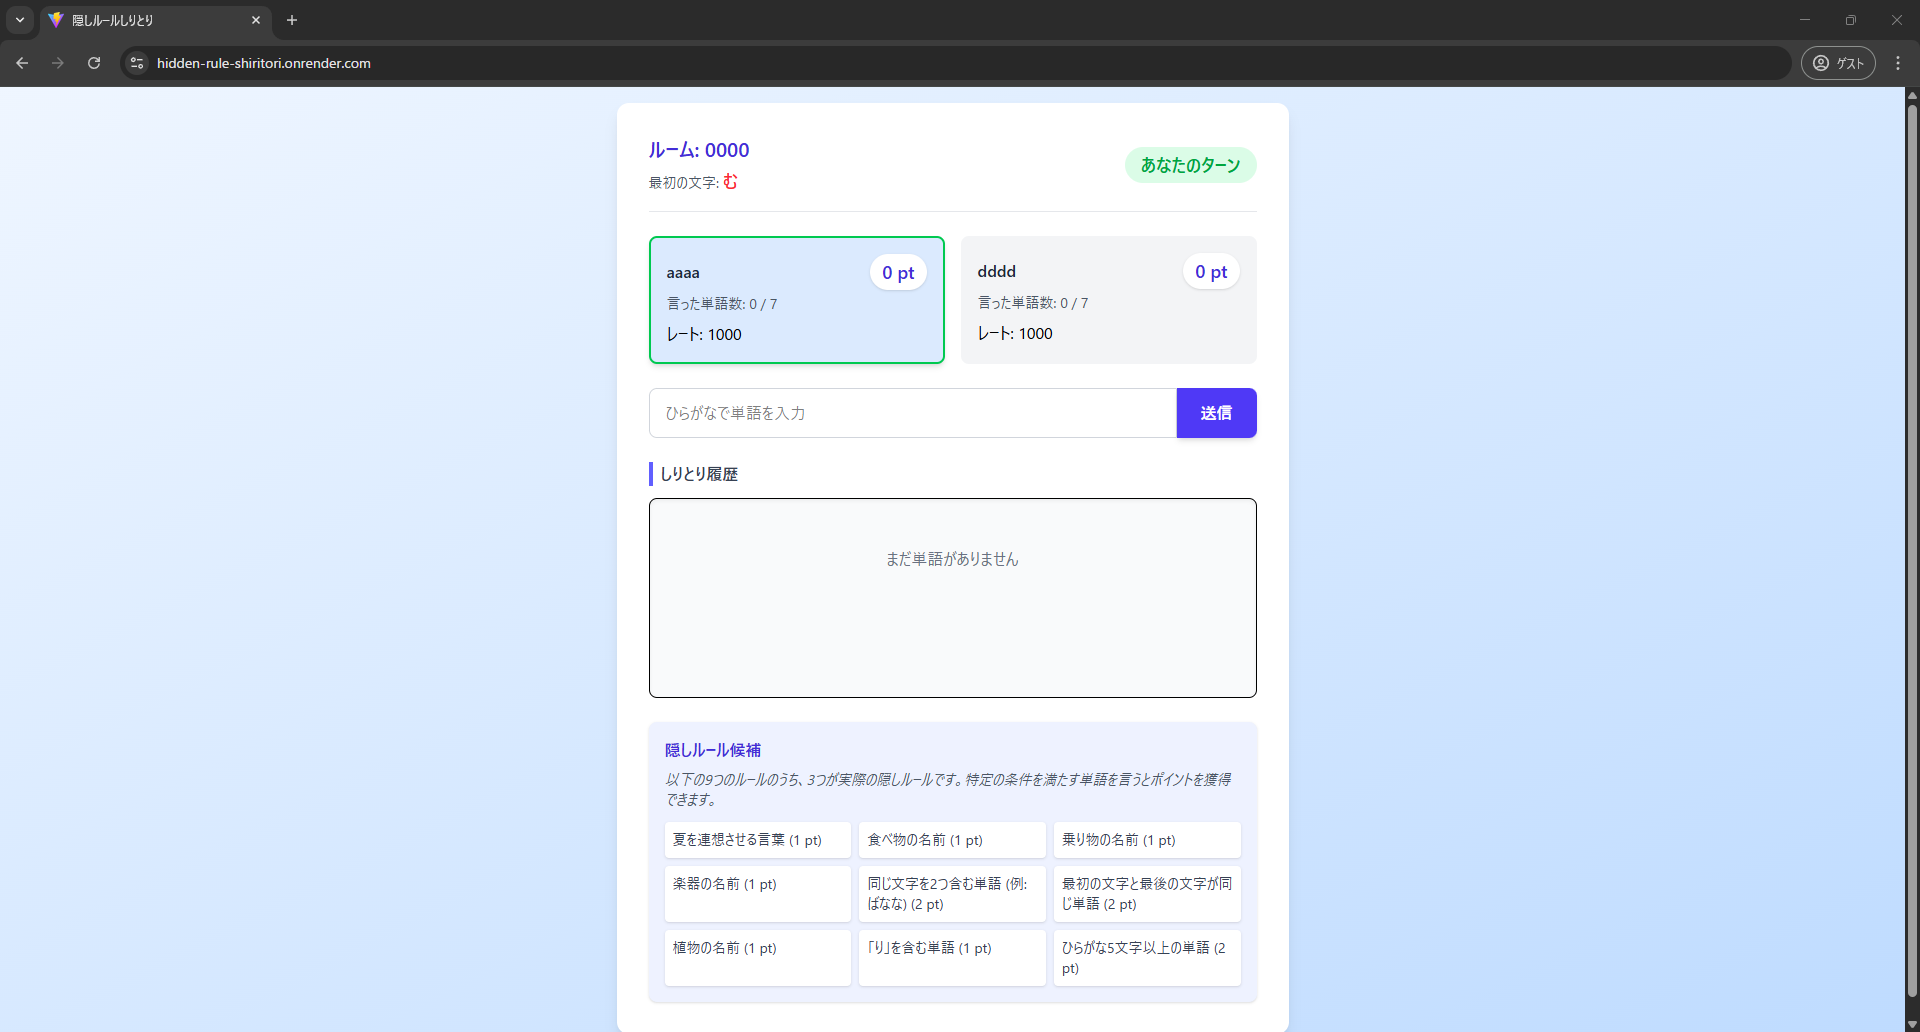 隠しルールしりとり
hidden-rule-shiritori.onrender.com
ゲスト
ルーム: 0000
最初の文字: む
あなたのターン
aaaa
0 pt
言った単語数: 0 / 7
レート: 1000
dddd
0 pt
言った単語数: 0 / 7
レート: 1000
ひらがなで単語を入力
送信
しりとり履歴
まだ単語がありません
隠しルール候補
以下の9つのルールのうち、3つが実際の隠しルールです。特定の条件を満たす単語を言うとポイントを獲得
できます。
夏を連想させる言葉 (1 pt)
食べ物の名前 (1 pt)
乗り物の名前 (1 pt)
楽器の名前 (1 pt)
同じ文字を2つ含む単語 (例:
ばなな) (2 pt)
最初の文字と最後の文字が同
じ単語 (2 pt)
植物の名前 (1 pt)
「り」を含む単語 (1 pt)
ひらがな5文字以上の単語 (2
pt)